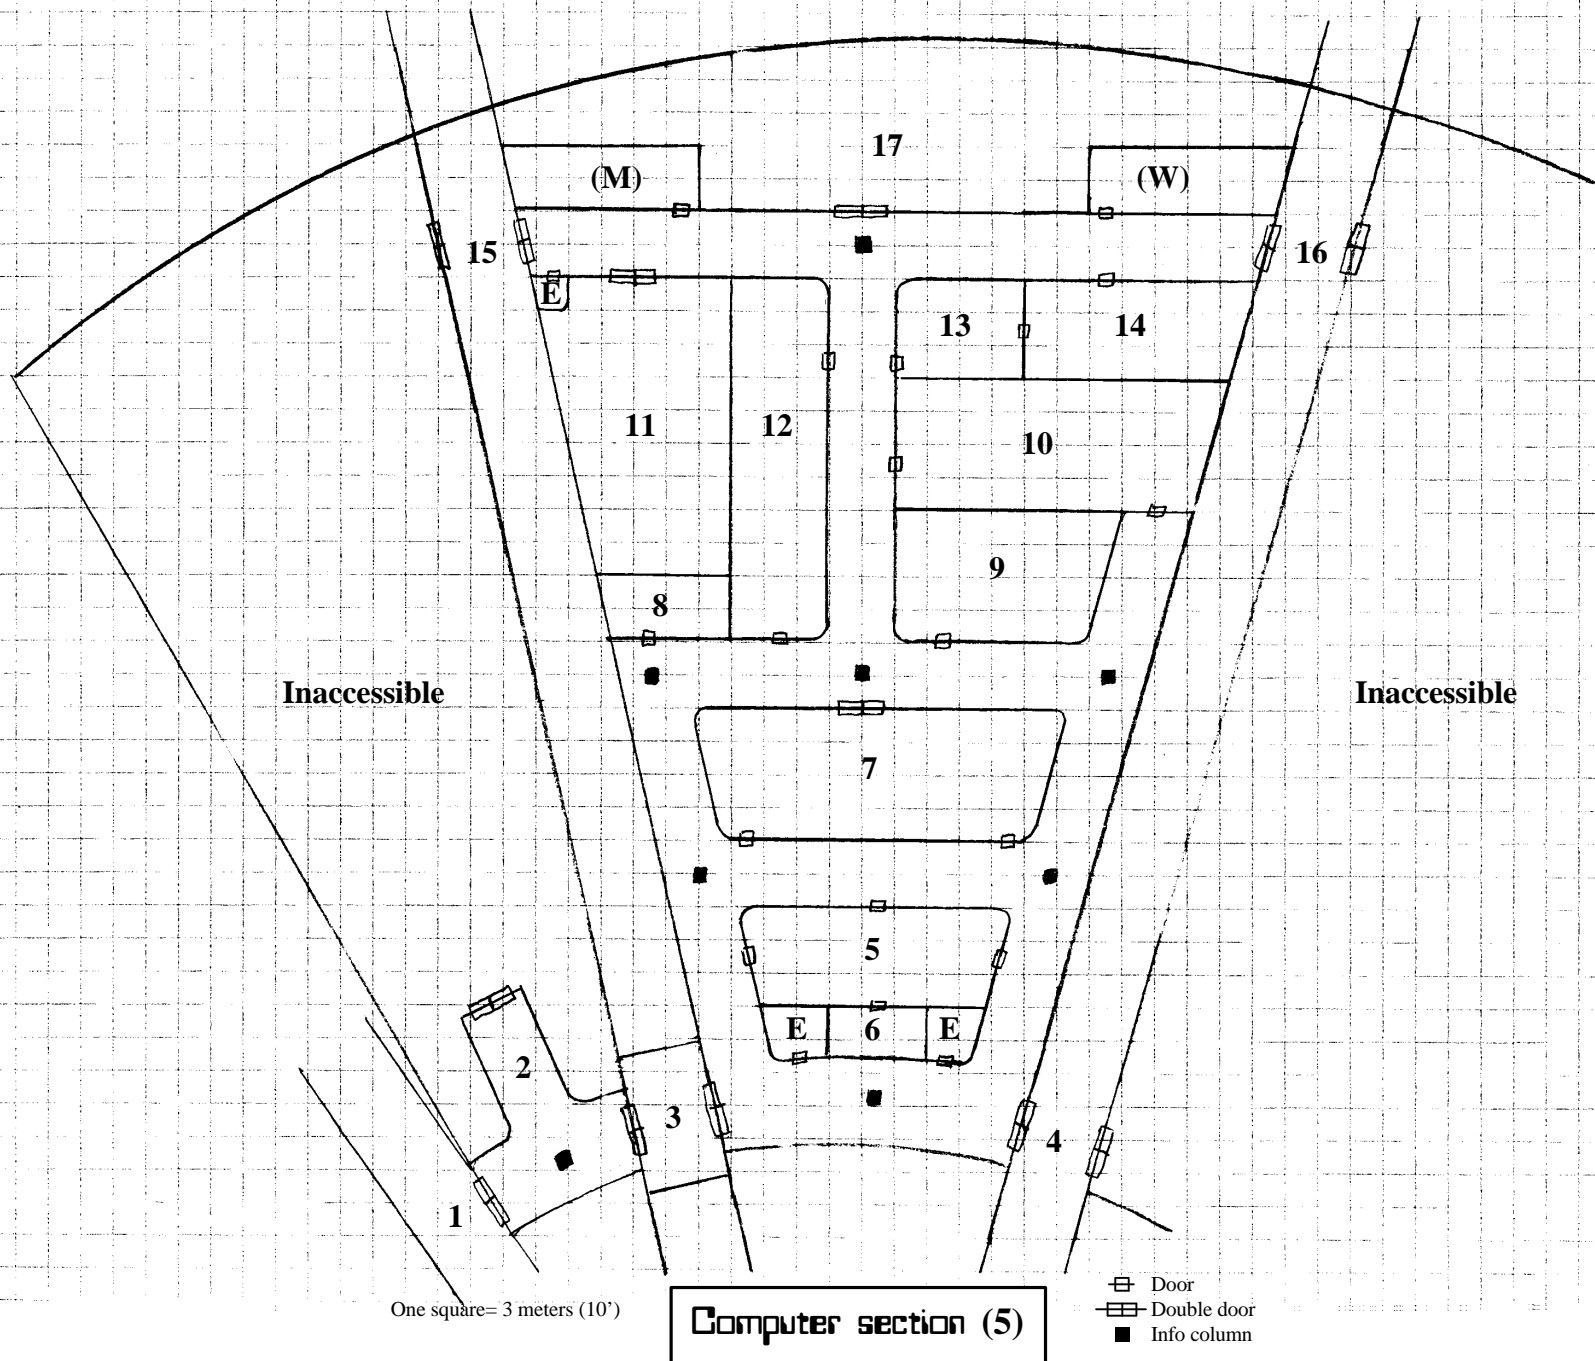 17
(M)
(W)
15
16
E
13
14
11
12
10
9
8
Inaccessible
Inaccessible
7
5
E
6
E
2
3
4
1
One square= 3 meters (10’)
Computer section (5)
Door
Double door
Info column